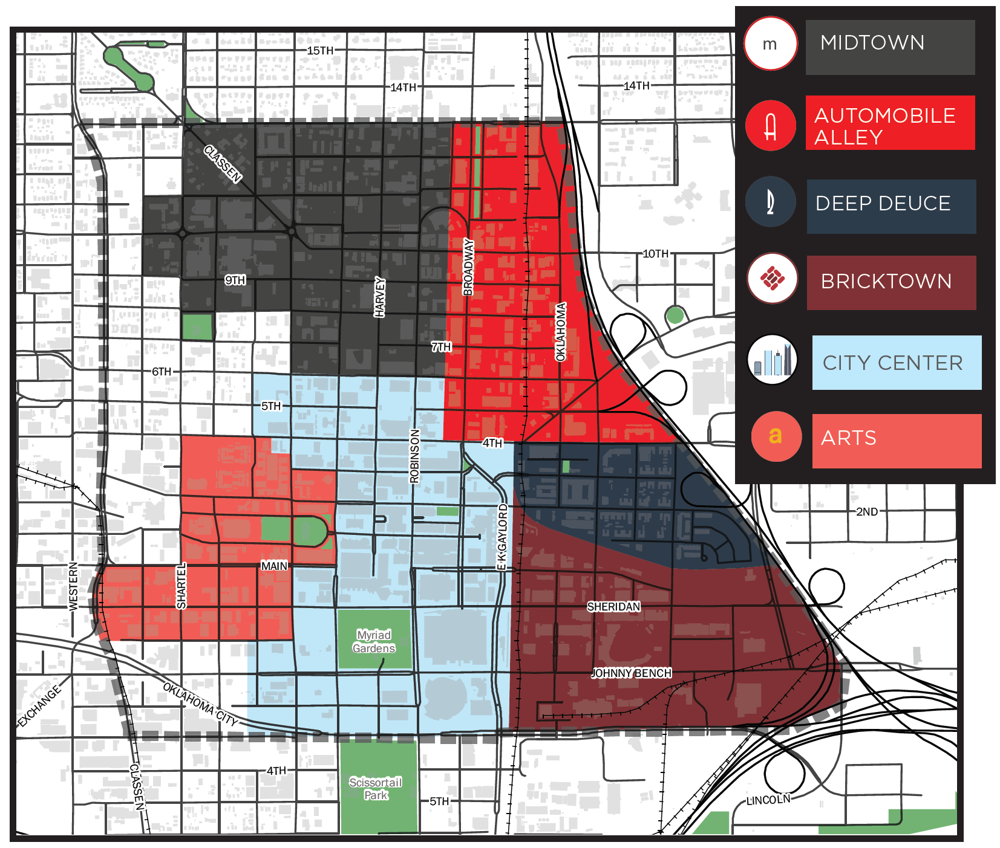 m
MIDTOWN
AUTOMOBILE
ALLEY
DEEP DEUCE
BRICKTOWN
CITY CENTER
a
ARTS
15TH
14TH
14TH
CLASSEN
10TH
BROADWAY
9TH
HARVEY
OKLAHOMA
7TH
6TH
5TH
ROBINSON
4TH
E K GAYLORD
2ND
MAIN
WESTERN
SHARTEL
SHERIDAN
Myriad
Gardens
JOHNNY BENCH
EXCHANGE
OKLAHOMA CITY
CLASSEN
4TH
Scissortail
Park
5TH
LINCOLN